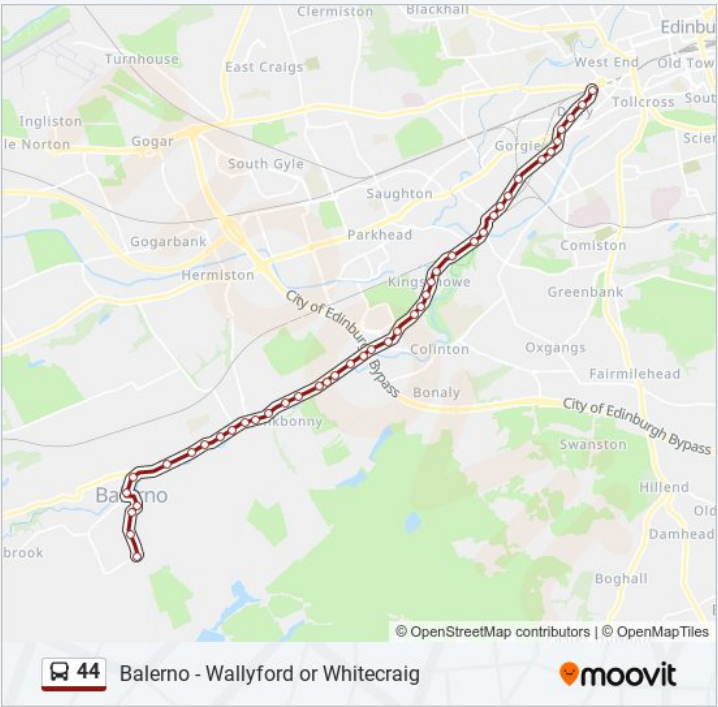 Clermiston
Blackhall
Edinbu
Turnhouse
East Craigs
West End
Old Tow
Ingliston
Tollcross
Sout
le Norton
Gogar
Gorgie
Scien
South Gyle
Saughton
Parkhead
Gogarbank
Comiston
Hermiston
Greenbank
City of Edinburgh Bypass
Colinton
Oxgangs
Fairmilehead
Bonaly
City of Edinburgh Bypass
nkbonny
Swanston
Balerno
Hillend
Old
Damhead
brook
Boghall
© OpenStreetMap contributors | © OpenMapTiles
44 Balerno - Wallyford or Whitecraig
moovit